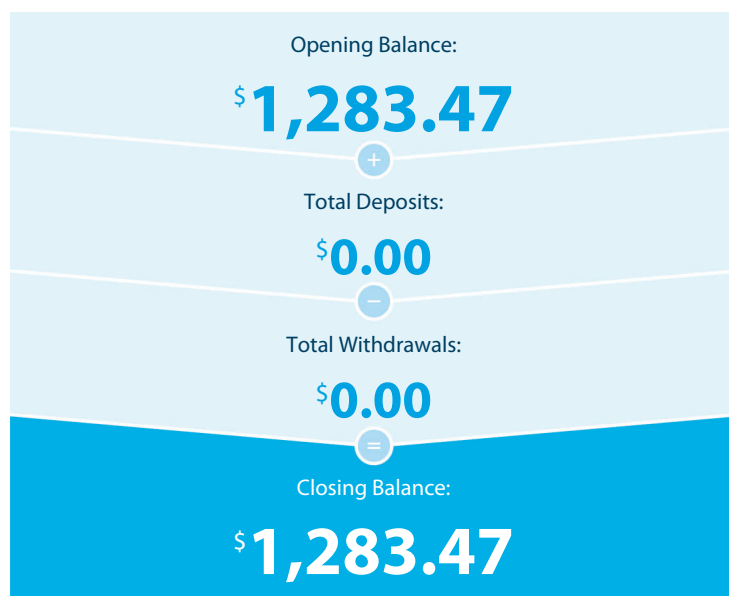 Opening Balance:
$1,283.47
+
Total Deposits:
$0.00
−
Total Withdrawals:
$0.00
=
Closing Balance:
$1,283.47